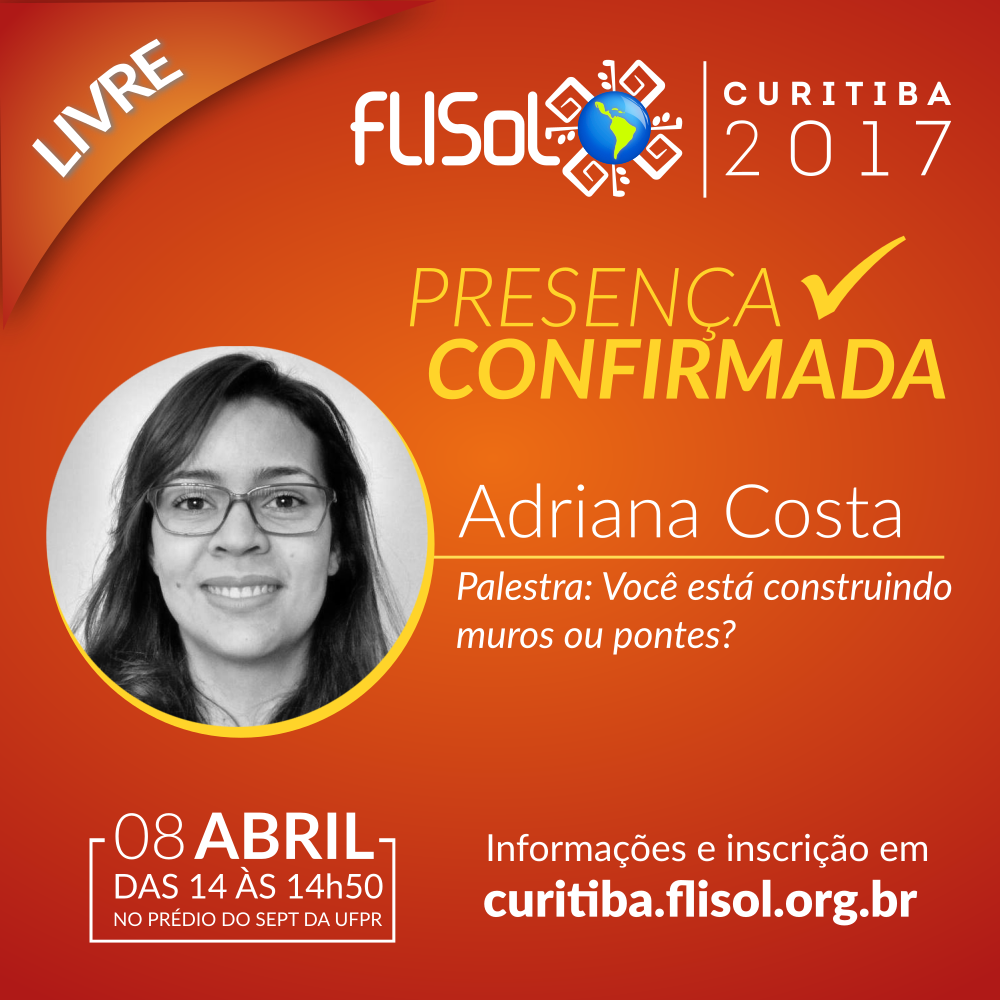 LIVRE
FLISoL
CURITIBA
2017
PRESENÇA
CONFIRMADA
Adriana Costa
Palestra: Você está construindo
muros ou pontes?
08 ABRIL
DAS 14 ÀS 14h50
NO PRÉDIO DO SEPT DA UFPR
Informações e inscrição em
curitiba.flisol.org.br